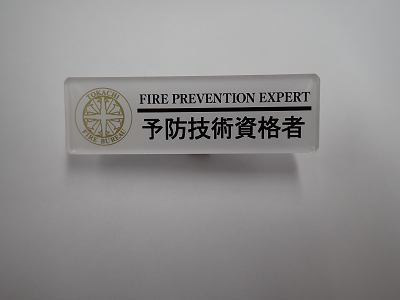 TOKACHI
FIRE BUREAU
FIRE PREVENTION EXPERT
予防技術資格者